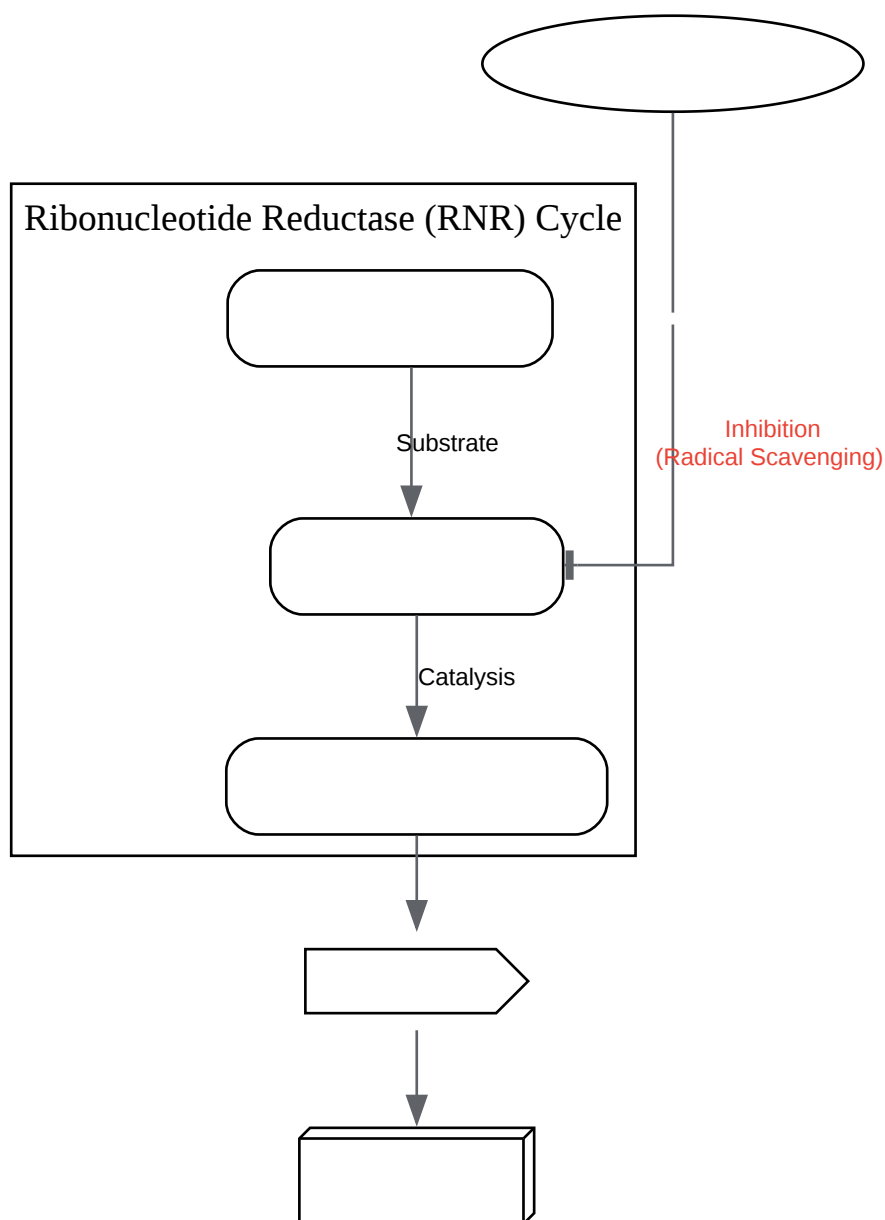 Ribonucleotide Reductase (RNR) Cycle
Substrate
Inhibition
(Radical Scavenging)
Catalysis